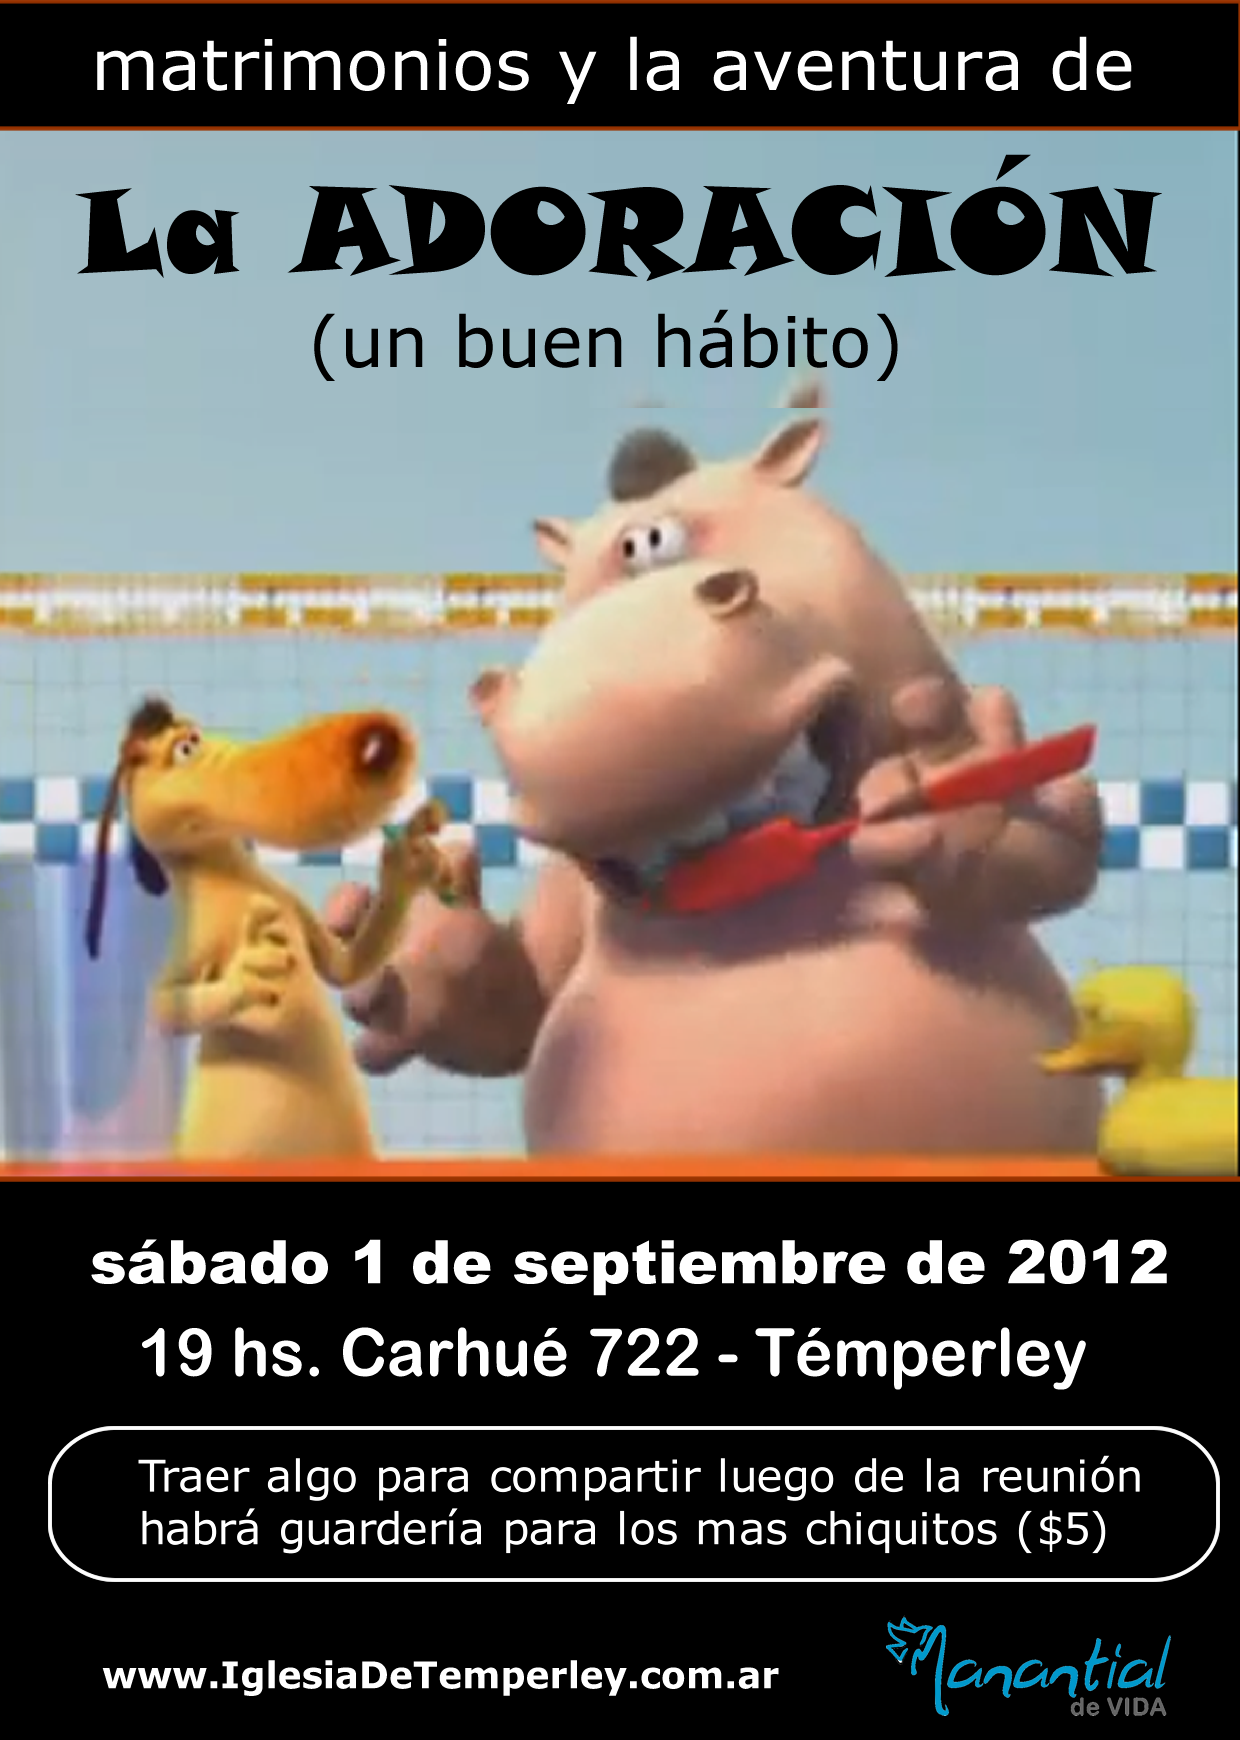 matrimonios y la aventura de
La ADORACIÓN
(un buen hábito)
sábado 1 de septiembre de 2012
19 hs. Carhué 722 - Témperley
Traer algo para compartir luego de la reunión
habrá guardería para los mas chiquitos ($5)
www.IglesiaDeTemperley.com.ar
Manantial
de VIDA